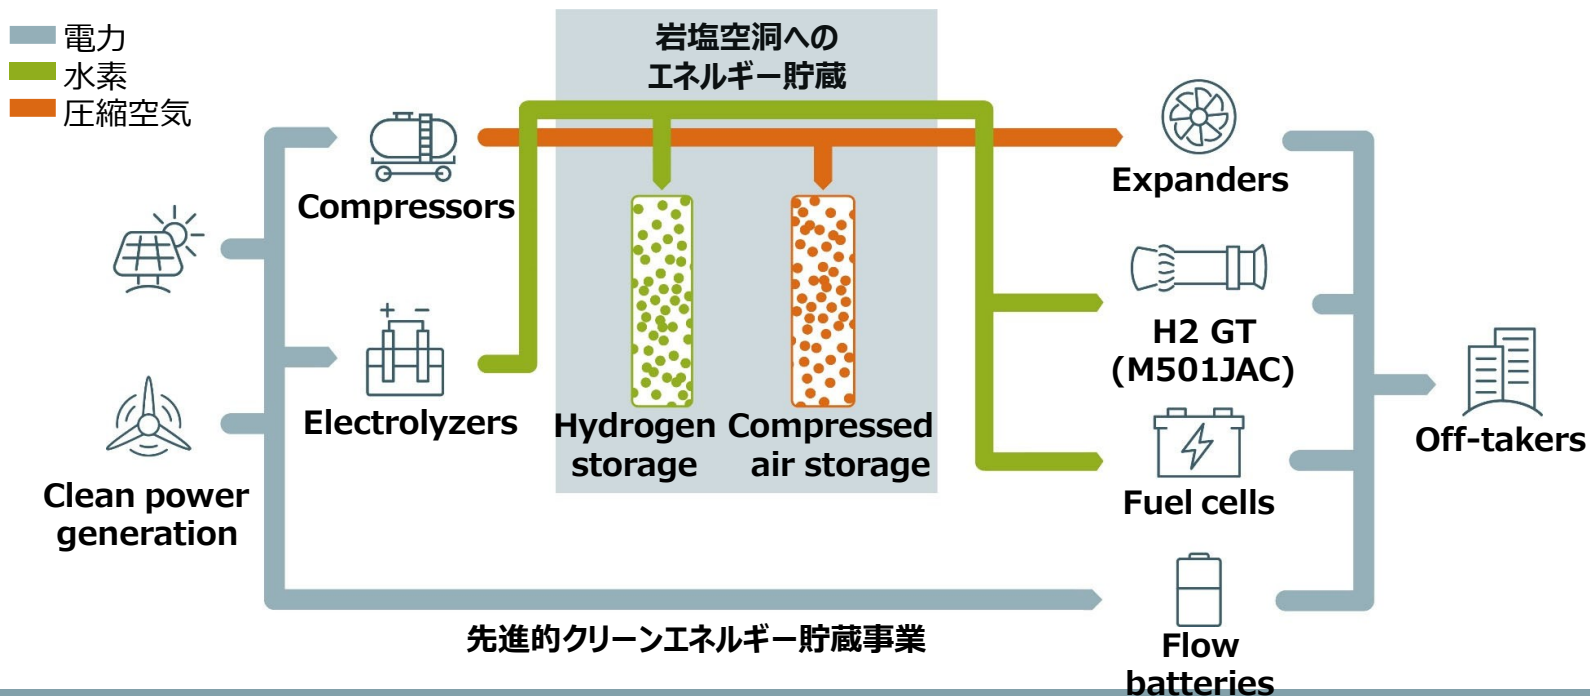 電力
水素
圧縮空気
岩塩空洞への
エネルギー貯蔵
Compressors
Expanders
+ -
Electrolyzers
H2 GT
(M501JAC)
Hydrogen
storage
Compressed
air storage
Clean power
generation
Fuel cells
Off-takers
先進的クリーンエネルギー貯蔵事業
Flow
batteries